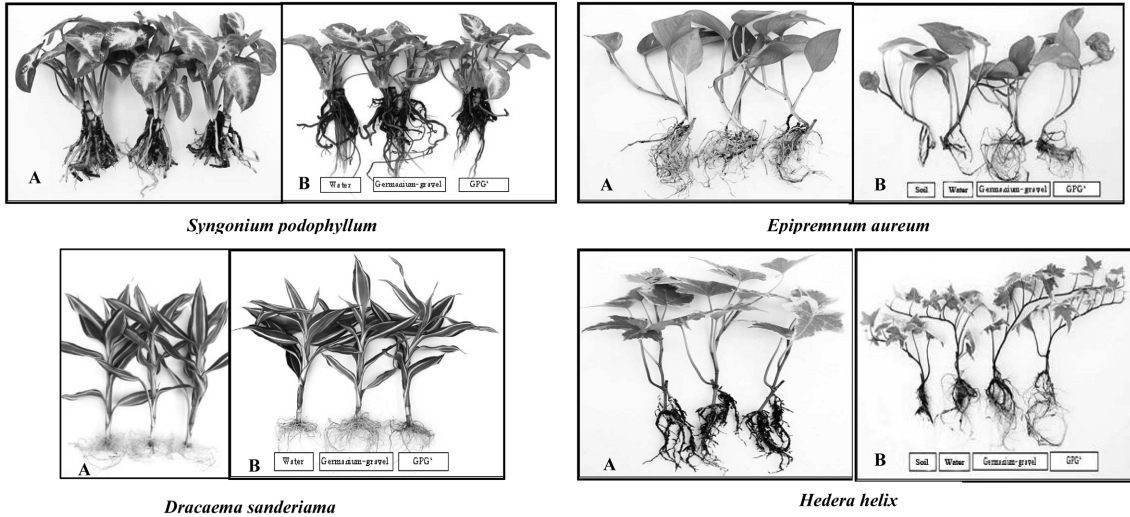 A
B
Water
Germanium-gravel
GPG⁺
Syngonium podophyllum
A
B
Soil
Water
Germanium-gravel
GPG⁺
Epipremnum aureum
A
B
Water
Germanium-gravel
GPG⁺
Dracaema sanderiama
A
B
Soil
Water
Germanium-gravel
GPG⁺
Hedera helix